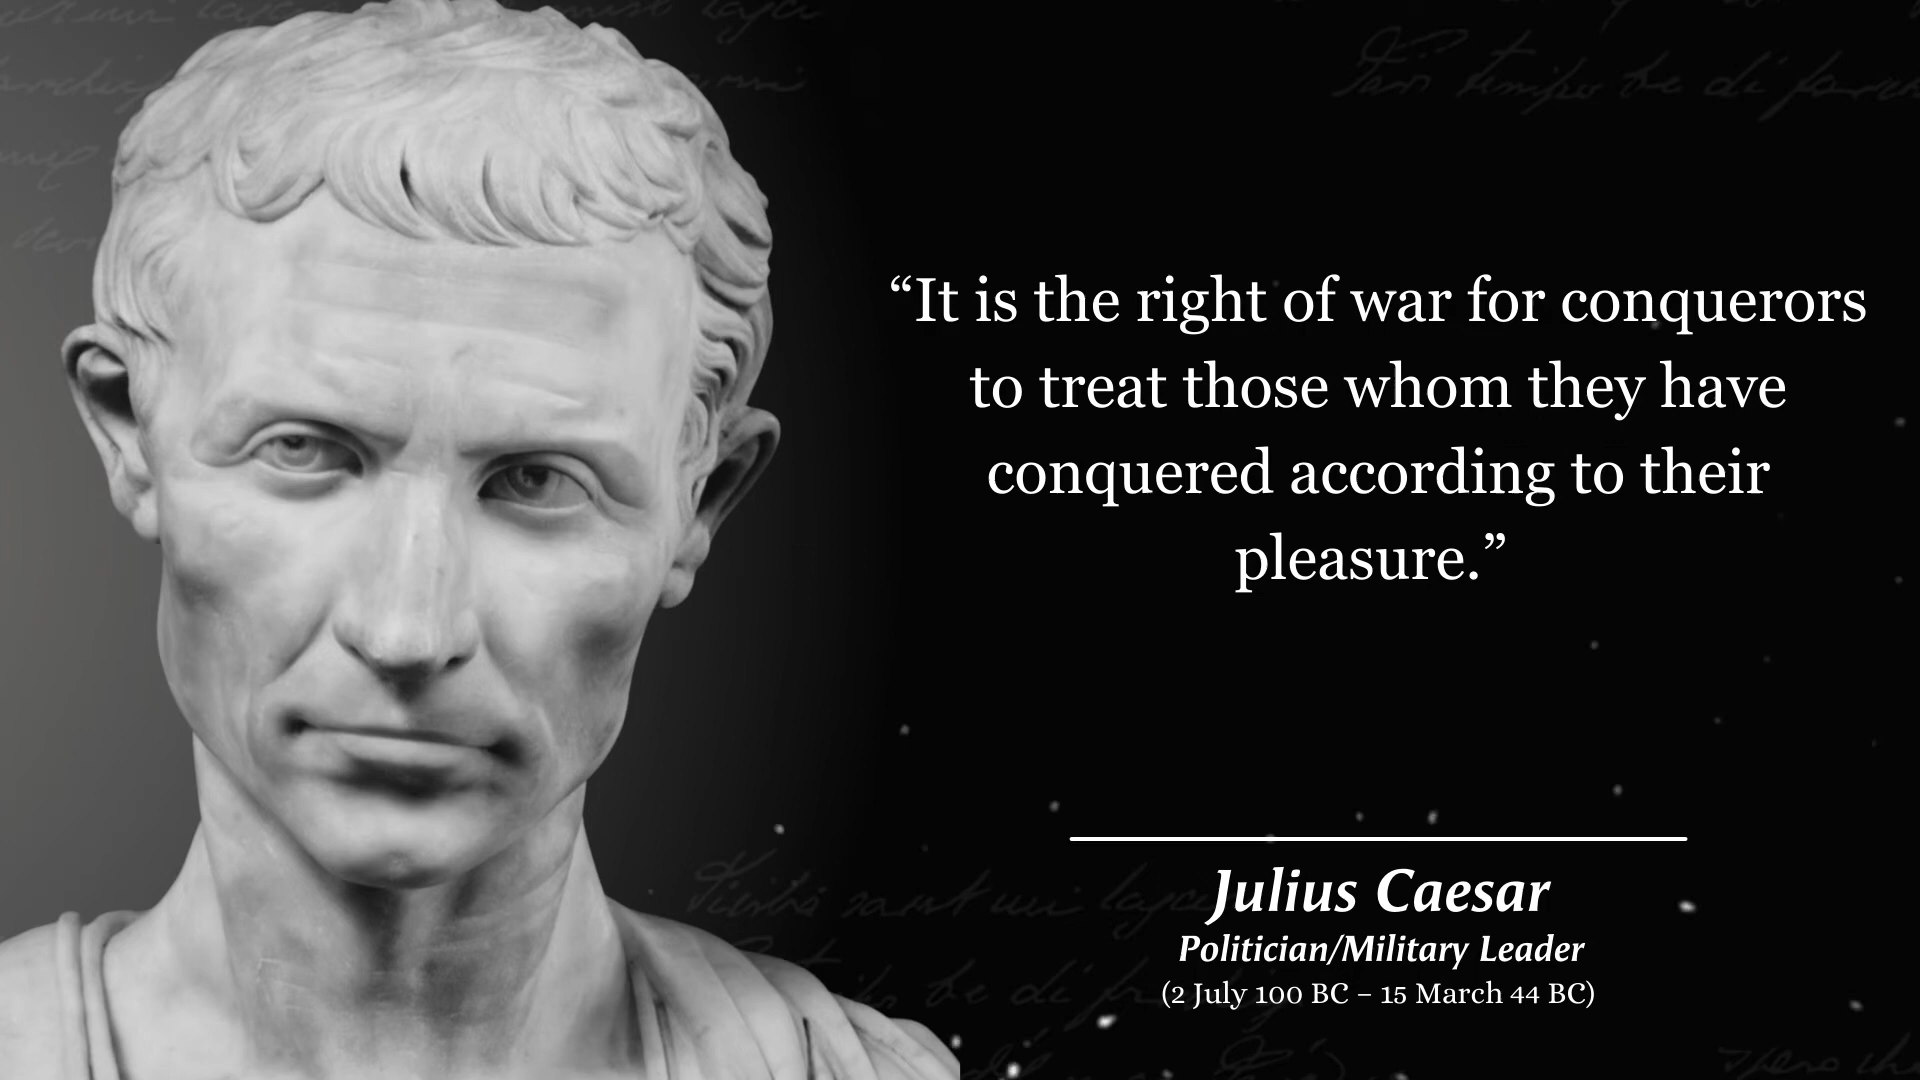 “It is the right of war for conquerors
to treat those whom they have
conquered according to their
pleasure.”
Julius Caesar
Politician/Military Leader
(2 July 100 BC – 15 March 44 BC)